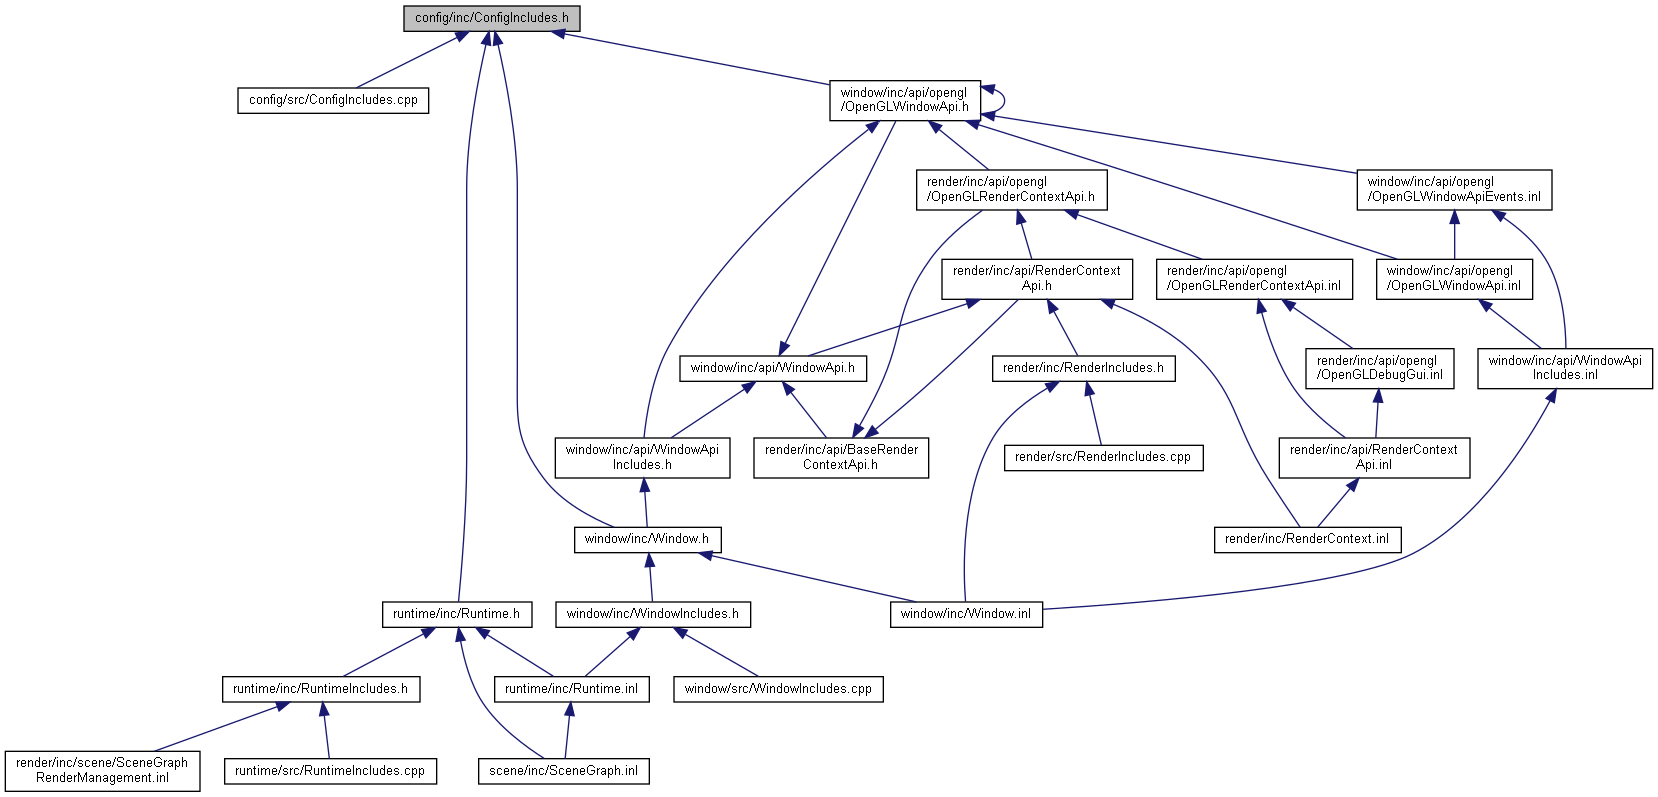 config/inc/ConfigIncludes.h
config/src/ConfigIncludes.cpp
window/inc/api/opengl
/OpenGLWindowApi.h
render/inc/api/opengl
/OpenGLRenderContextApi.h
window/inc/api/opengl
/OpenGLWindowApiEvents.inl
render/inc/api/RenderContext
Api.h
render/inc/api/opengl
/OpenGLRenderContextApi.inl
window/inc/api/opengl
/OpenGLWindowApi.inl
window/inc/api/WindowApi.h
render/inc/RenderIncludes.h
render/inc/api/opengl
/OpenGLDebugGui.inl
window/inc/api/WindowApi
Includes.inl
window/inc/api/WindowApi
Includes.h
render/inc/api/BaseRender
ContextApi.h
render/src/RenderIncludes.cpp
render/inc/api/RenderContext
Api.inl
window/inc/Window.h
render/inc/RenderContext.inl
runtime/inc/Runtime.h
window/inc/WindowIncludes.h
window/inc/Window.inl
runtime/inc/RuntimeIncludes.h
runtime/inc/Runtime.inl
window/src/WindowIncludes.cpp
render/inc/scene/SceneGraph
RenderManagement.inl
runtime/src/RuntimeIncludes.cpp
scene/inc/SceneGraph.inl